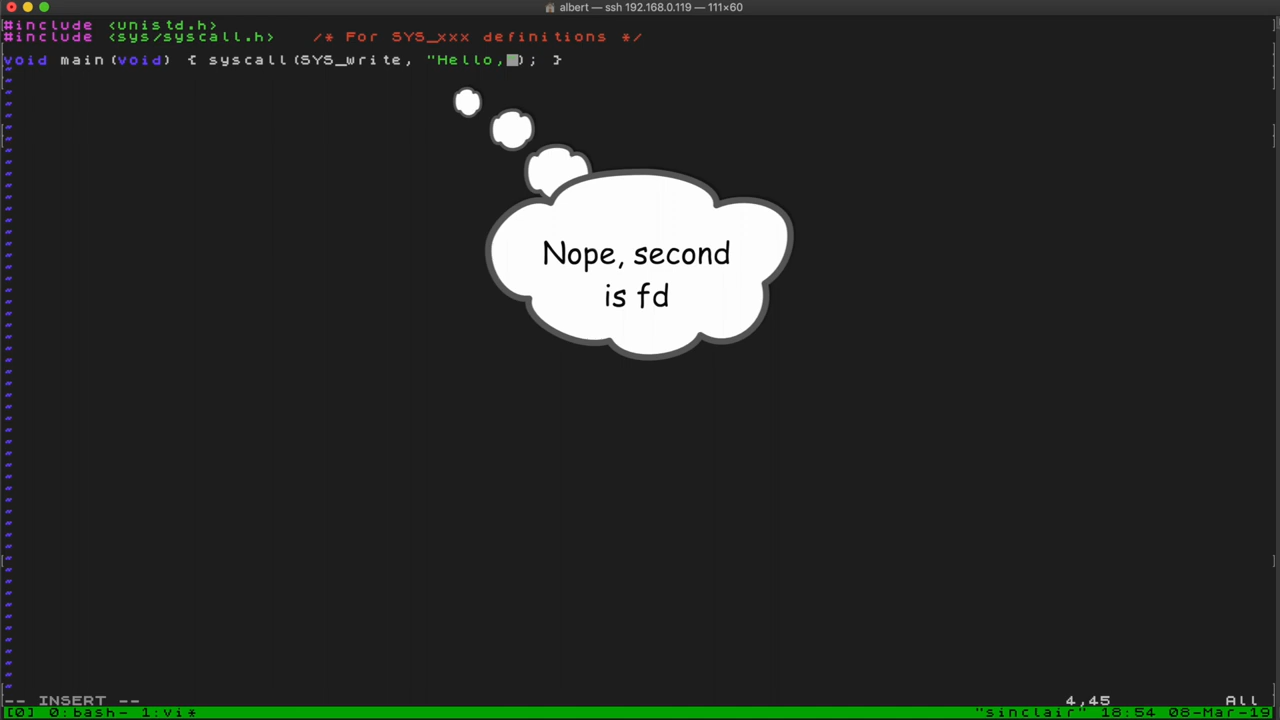 albert — ssh 192.168.0.119 — 111×60
#include <unistd.h>
#include <sys/syscall.h> /* For SYS_xxx definitions */
void main(void) { syscall(SYS_write, "Hello, ); }
Nope, second
is fd
-- INSERT -- 4,45 All
[0] 0:bash- 1:vi* "sinclair" 18:54 08-Mar-19